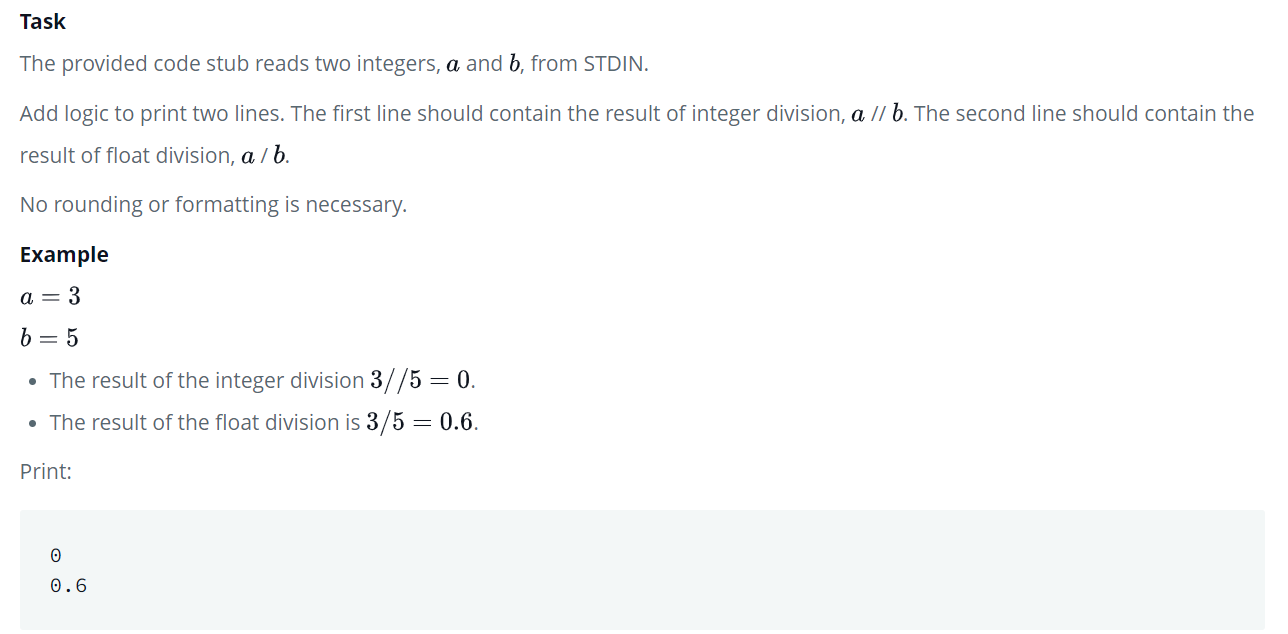 Task
The provided code stub reads two integers, a and b, from STDIN.
Add logic to print two lines. The first line should contain the result of integer division, a // b. The second line should contain the
result of float division, a / b.
No rounding or formatting is necessary.
Example
a = 3
b = 5
• The result of the integer division 3//5 = 0.
• The result of the float division is 3/5 = 0.6.
Print:
0
0.6